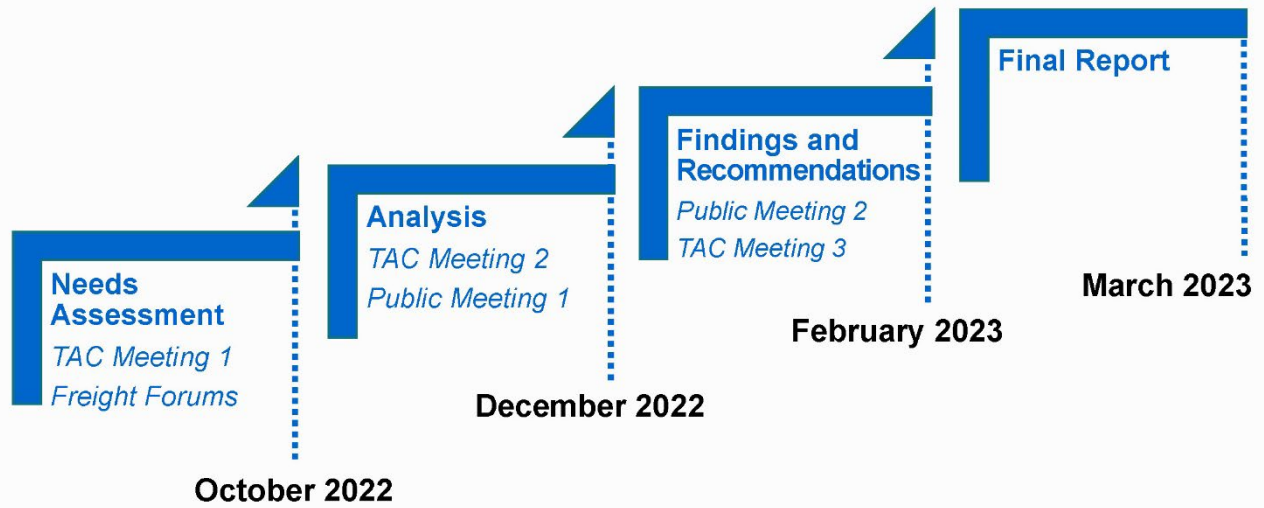 Needs
Assessment
TAC Meeting 1
Freight Forums
October 2022
Analysis
TAC Meeting 2
Public Meeting 1
December 2022
Findings and
Recommendations
Public Meeting 2
TAC Meeting 3
February 2023
Final Report
March 2023